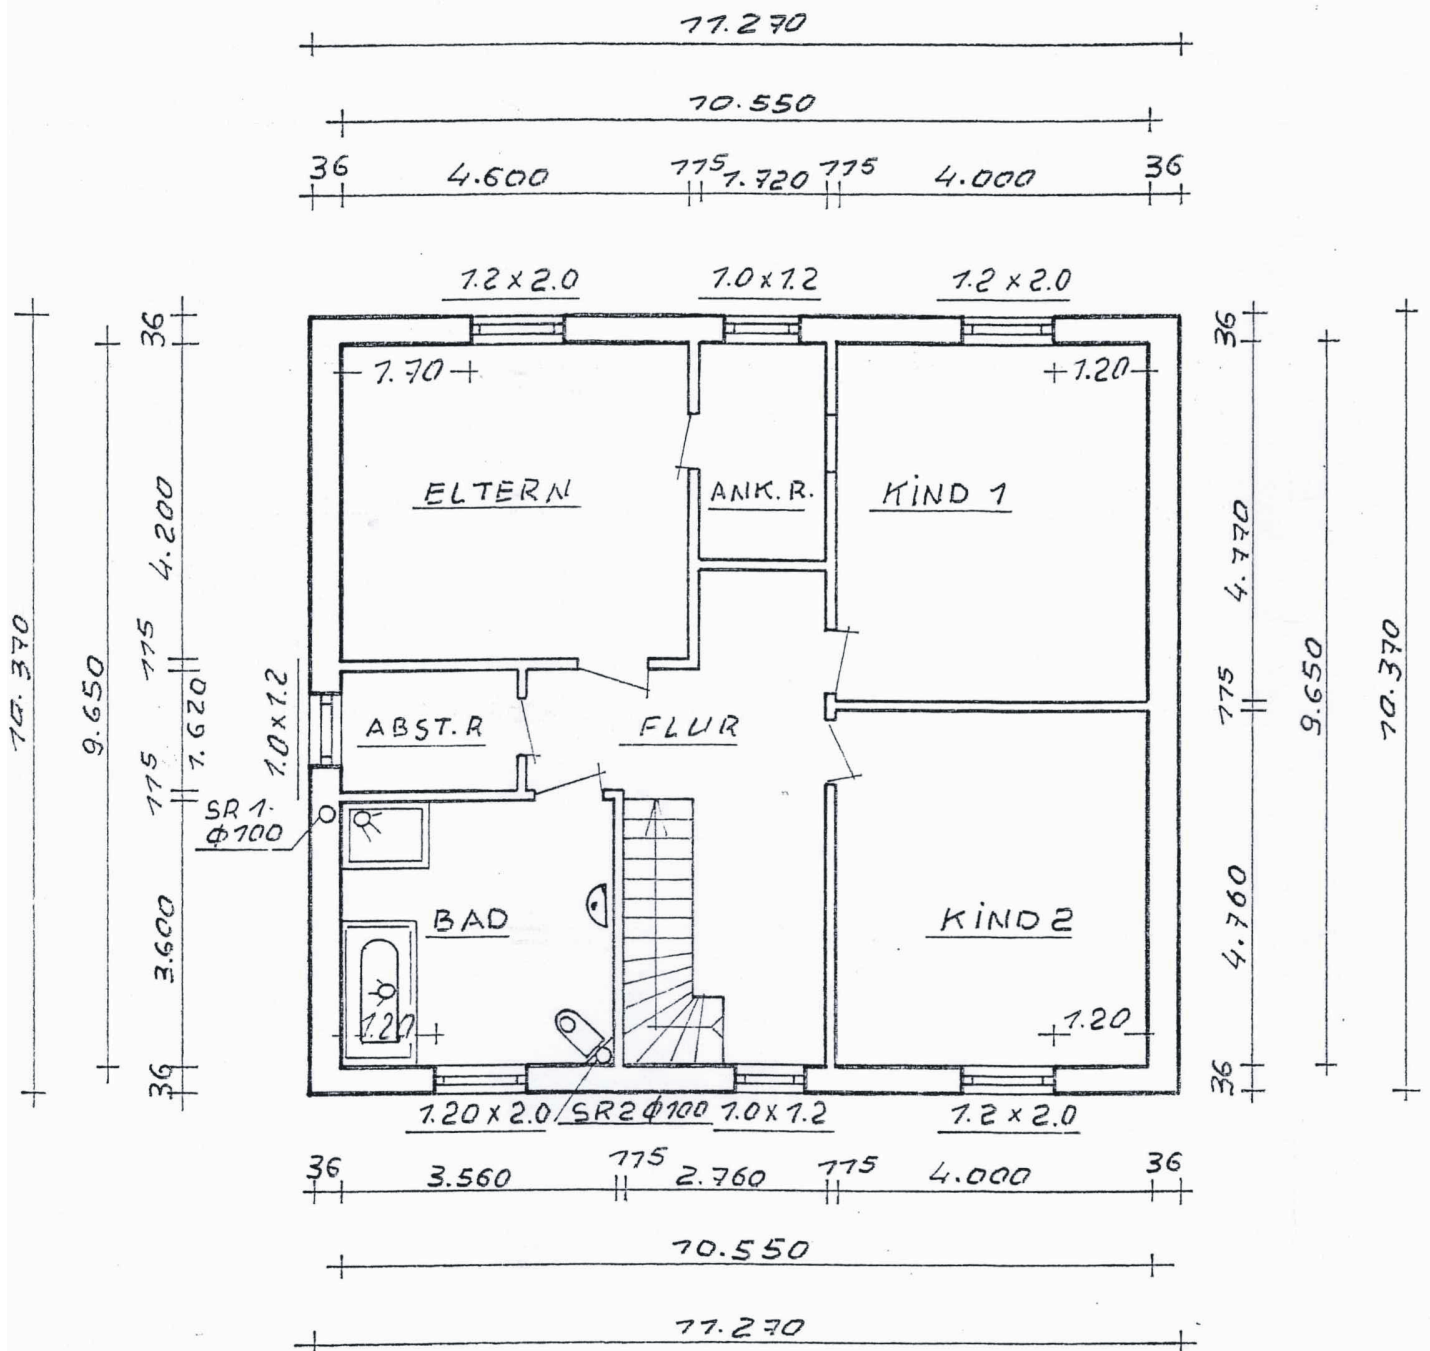 11.270
10.550
36 4.600 115 1.720 115 4.000 36
1.2 x 2.0 1.0 x 1.2 1.2 x 2.0
36 36
1.70 1.20
ELTERN ANK.R. KIND 1
4.200 4.770
115 115
10.370 9.650 1.620 1.0 x 1.2 9.650 10.370
ABST.R FLUR
115
SR 1.
ϕ100
BAD KIND 2
3.600 4.760
1.20 1.20
36 36
1.20 x 2.0 SR2 ϕ100 1.0 x 1.2 1.2 x 2.0
36 3.560 115 2.760 115 4.000 36
10.550
11.270